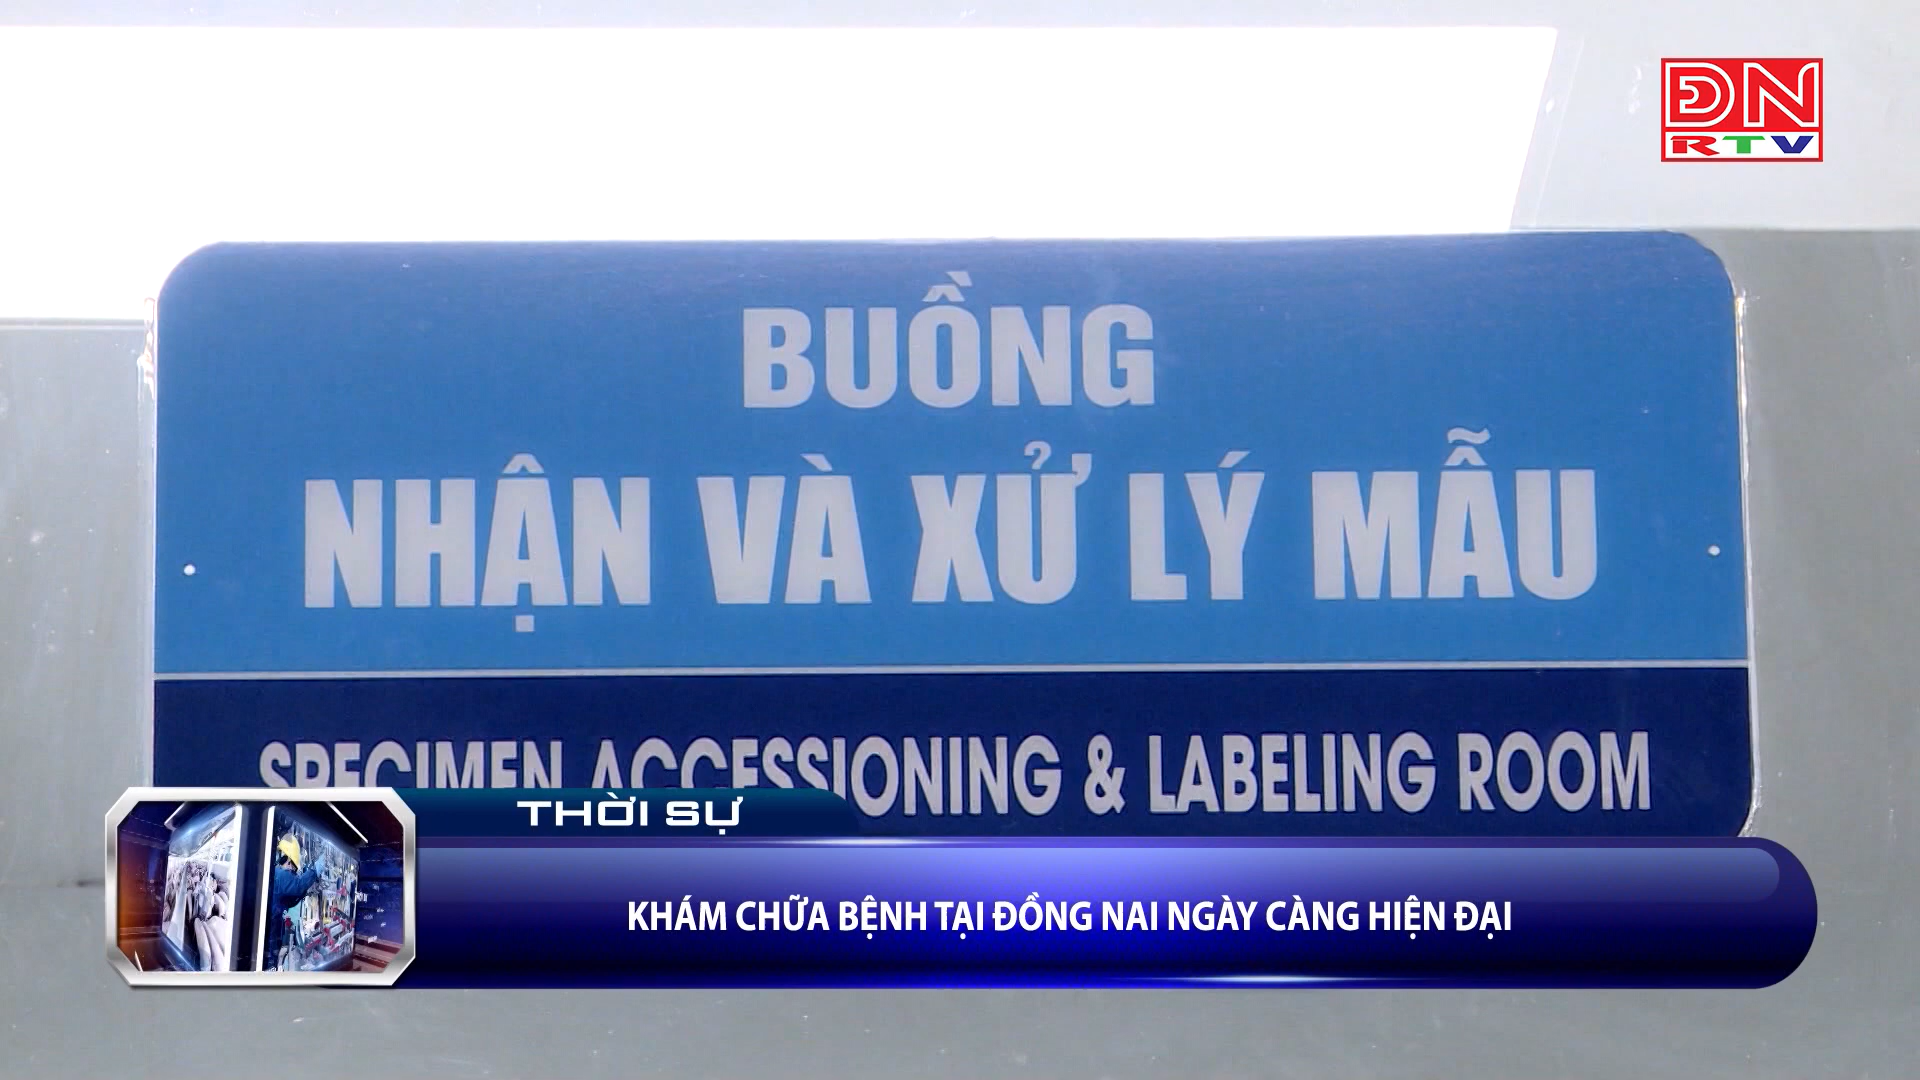 ĐN
RTV
BUỒNG
NHẬN VÀ XỬ LÝ MẪU
SPECIMEN ACCESSIONING & LABELING ROOM
THỜI SỰ
KHÁM CHỮA BỆNH TẠI ĐỒNG NAI NGÀY CÀNG HIỆN ĐẠI